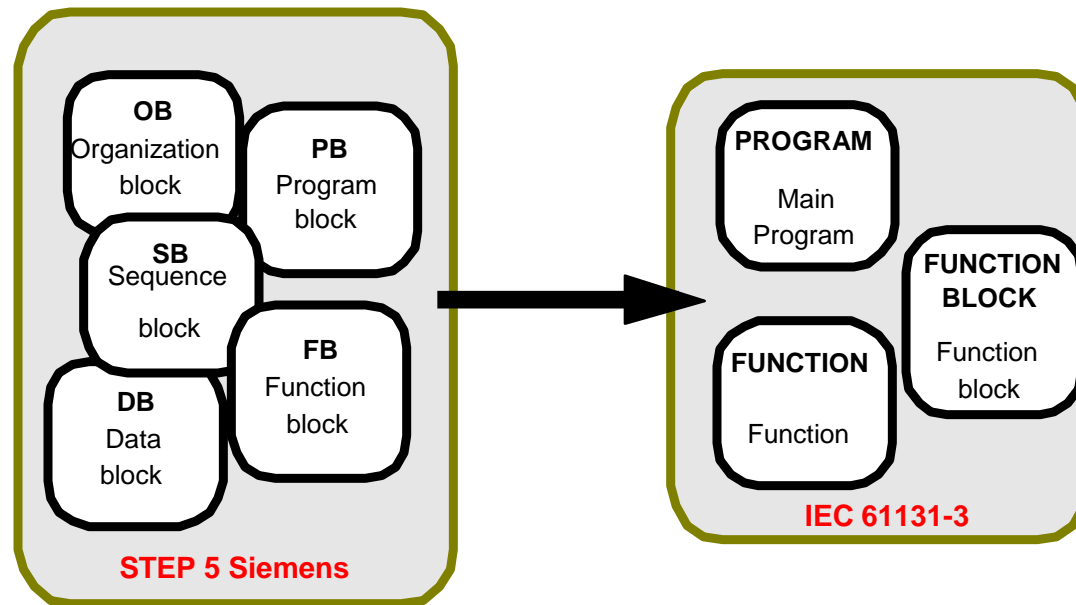 OB
Organization
block
PB
Program
block
SB
Sequence
block
FB
Function
block
DB
Data
block
STEP 5 Siemens
PROGRAM
Main
Program
FUNCTION
BLOCK
Function
block
FUNCTION
Function
IEC 61131-3